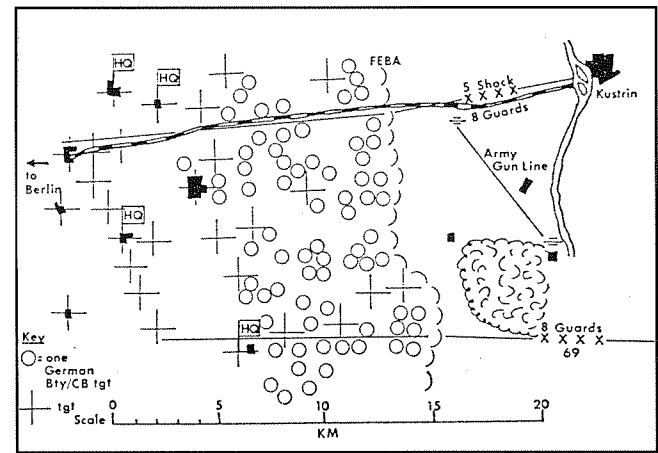 HQ
HQ
FEBA
5 Shock
X X X X
8 Guards
Kustrin
Army
Gun Line
to
Berlin
HQ
HQ
8 Guards
X X X X
69
Key
= one
German
Bty/CB tgt
tgt
Scale 0 5 10 15 20
KM